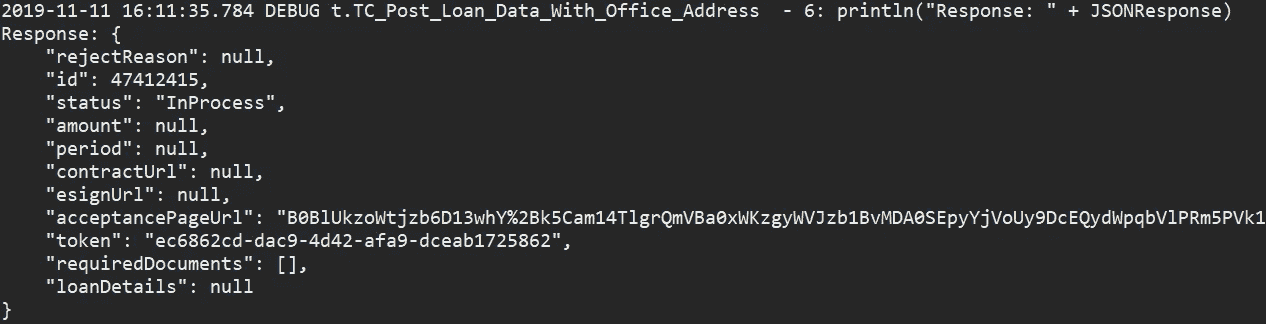 2019-11-11 16:11:35.784 DEBUG t.TC_Post_Loan_Data_With_Office_Address  - 6: println("Response: " + JSONResponse)
Response: {
    "rejectReason": null,
    "id": 47412415,
    "status": "InProcess",
    "amount": null,
    "period": null,
    "contractUrl": null,
    "esignUrl": null,
    "acceptancePageUrl": "B0BlUkzoWtjzb6D13whY%2Bk5Cam14TlgrQmVBa0xWKzgyWVJzb1BvMDA0SEpyYjVoUy9DcEQydWpqbVlPRm5PVk1
    "token": "ec6862cd-dac9-4d42-afa9-dceab1725862",
    "requiredDocuments": [],
    "loanDetails": null
}